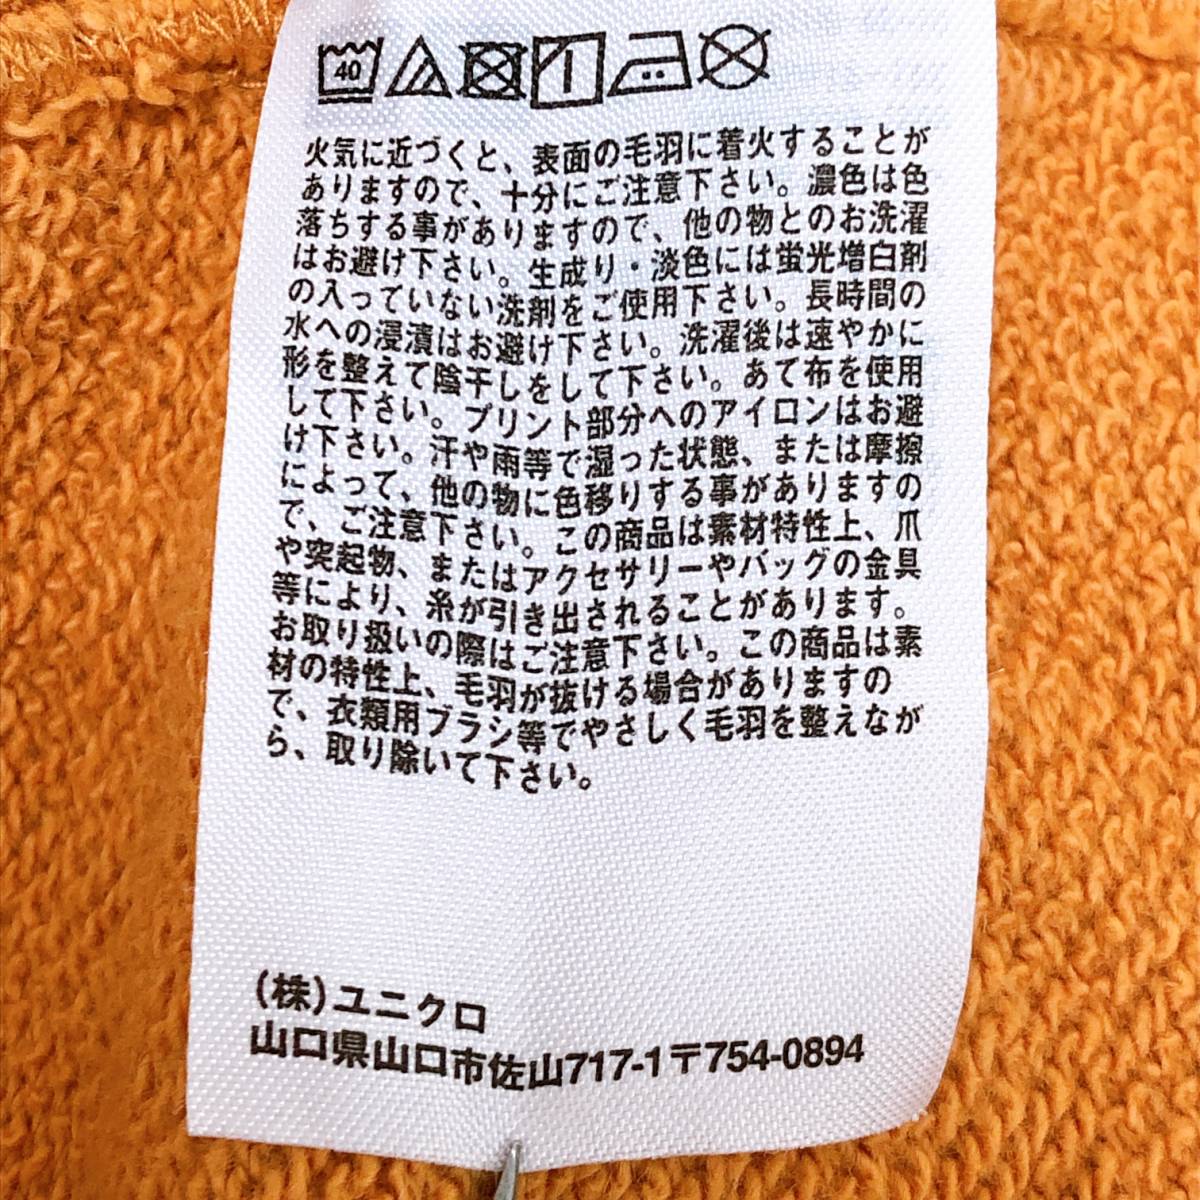 40
火気に近づくと、表面の毛羽に着火することが
ありますので、十分にご注意下さい。濃色は色
落ちする事がありますので、他の物とのお洗濯
はお避け下さい。生成り・淡色には蛍光増白剤
の入っていない洗剤をご使用下さい。長時間の
水への浸漬はお避け下さい。洗濯後は速やかに
形を整えて陰干しをして下さい。あて布を使用
して下さい。プリント部分へのアイロンはお避
け下さい。汗や雨等で湿った状態、または摩擦
によって、他の物に色移りする事がありますの
で、ご注意下さい。この商品は素材特性上、爪
や突起物、またはアクセサリーやバッグの金具
等により、糸が引き出されることがあります。
お取り扱いの際はご注意下さい。この商品は素
材の特性上、毛羽が抜ける場合がありますの
で、衣類用ブラシ等でやさしく毛羽を整えなが
ら、取り除いて下さい。
(株)ユニクロ
山口県山口市佐山717-1〒754-0894